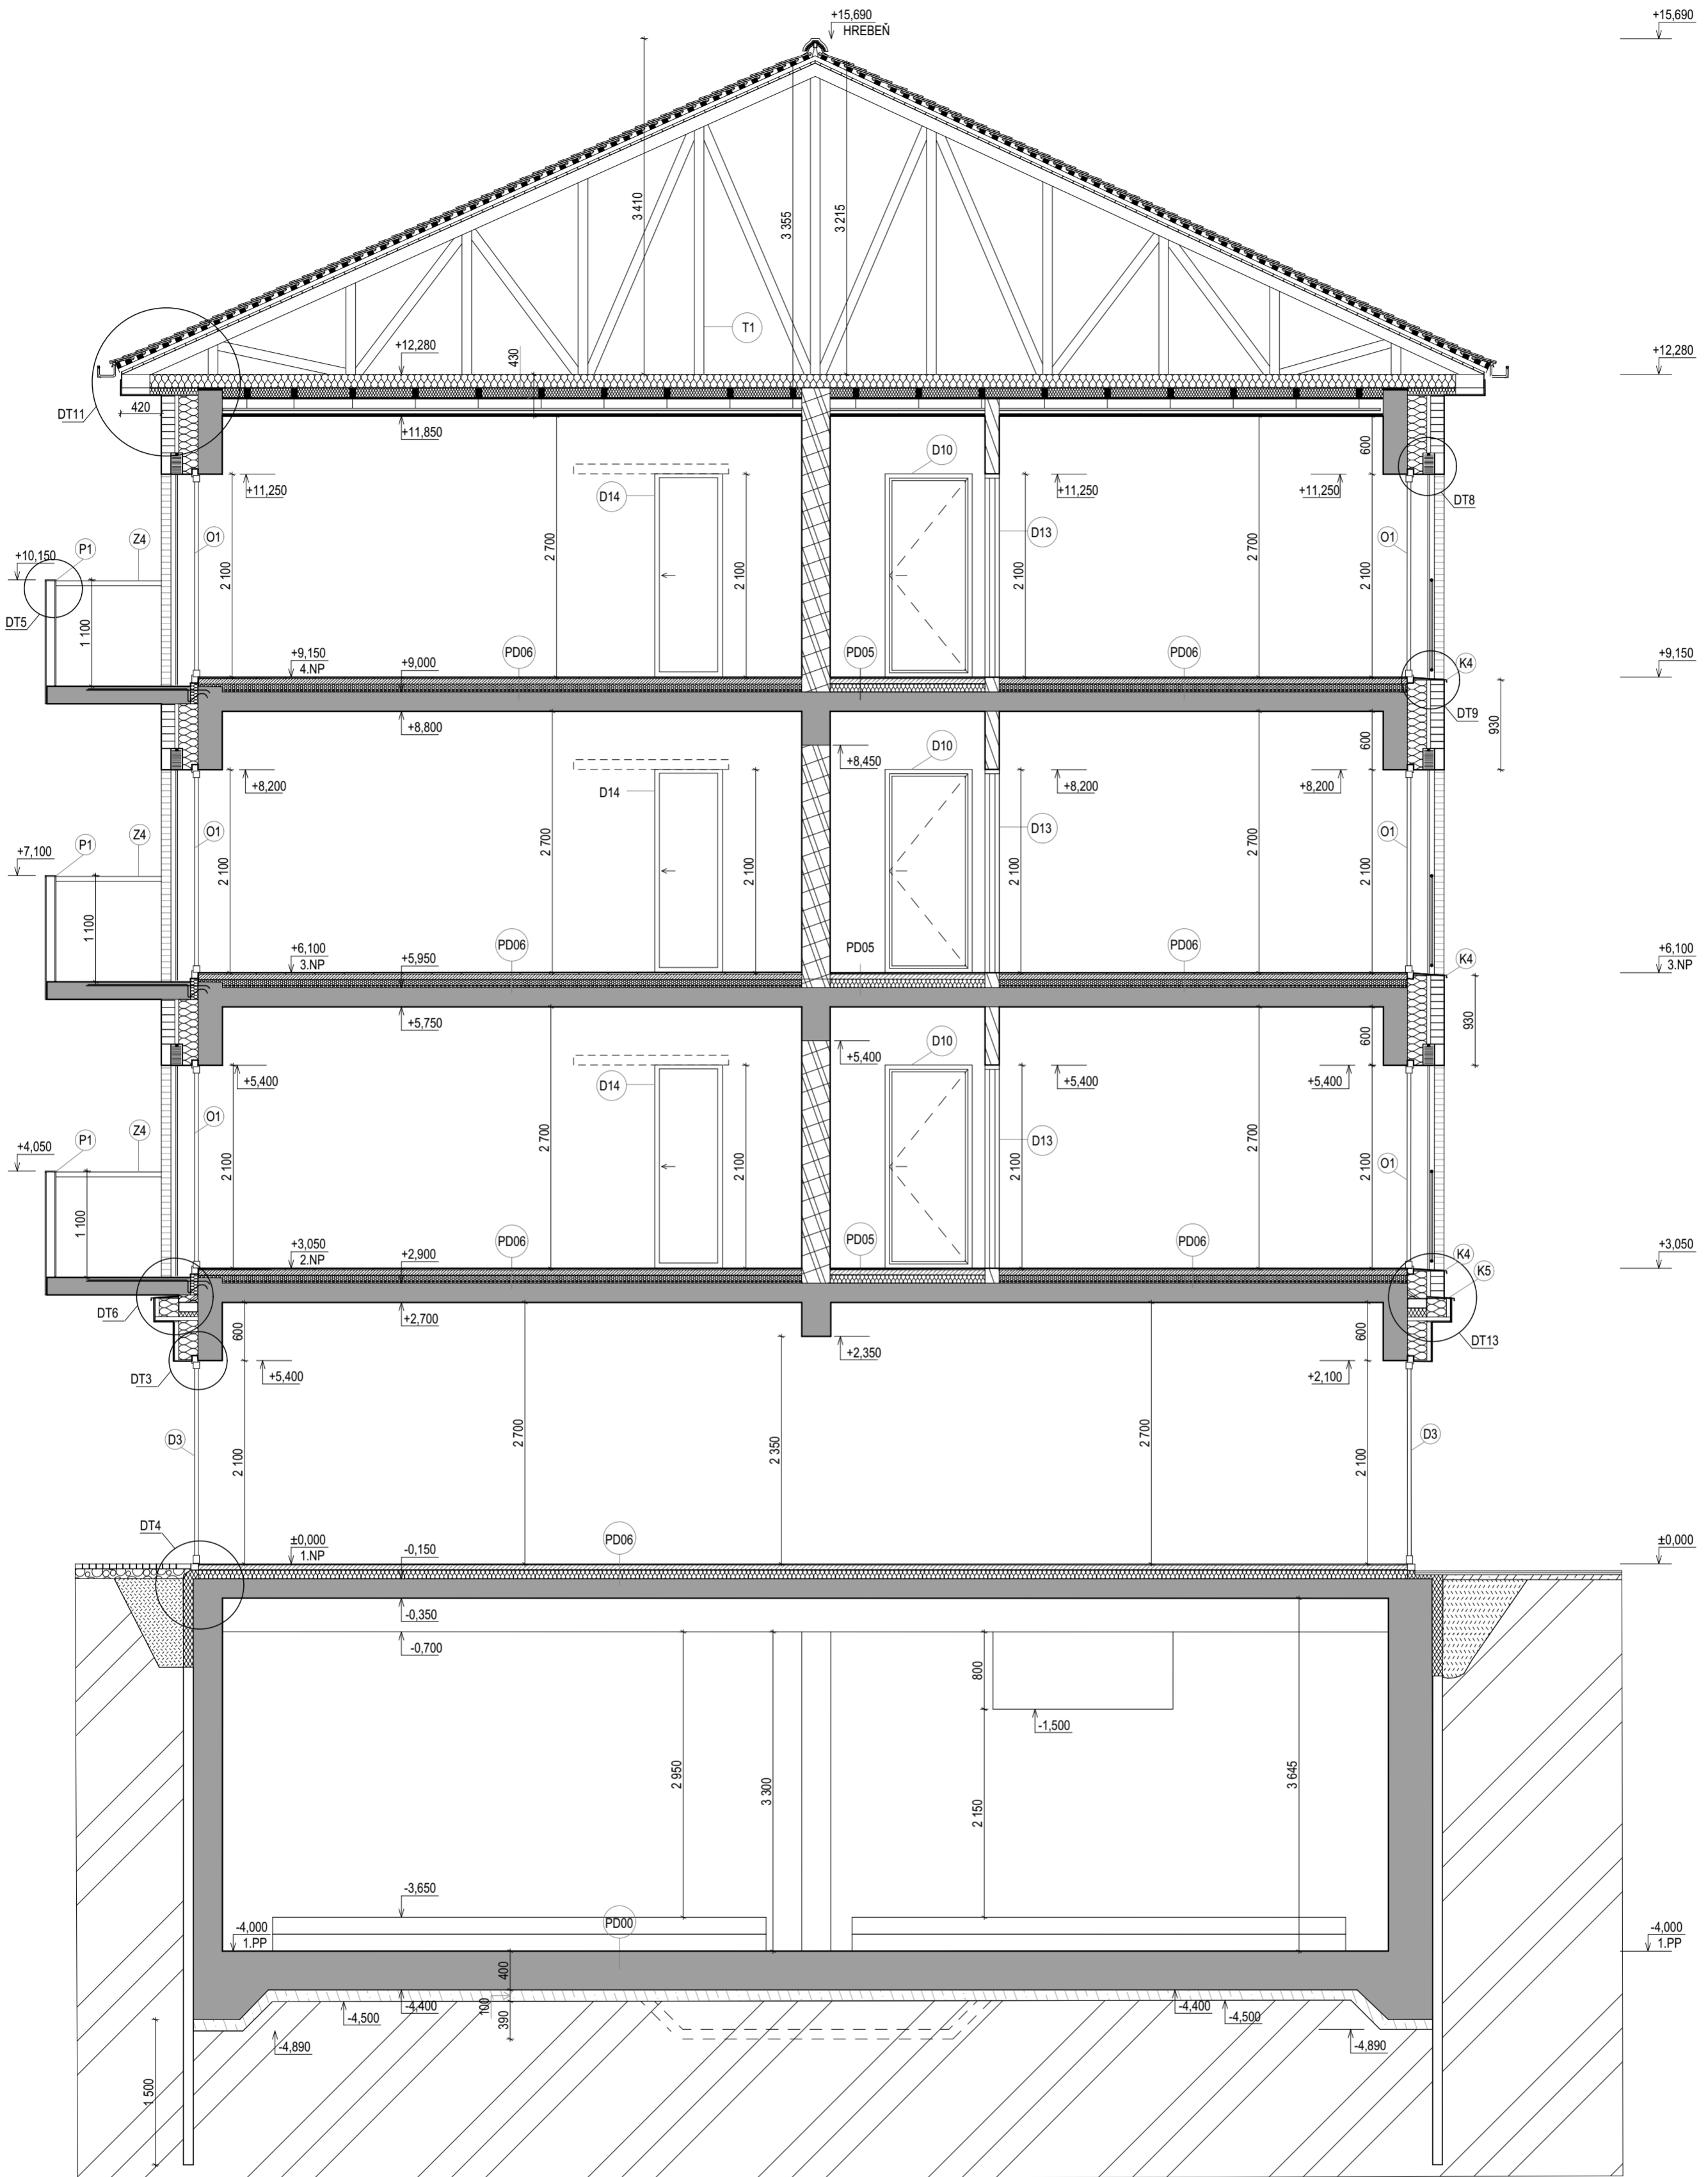 +15,690
HREBEŇ
+15,690
3 410
3 355
3 215
T1
+12,280
430
+12,280
DT11
420
+11,850
600
D10
+11,250
D14
+11,250
+11,250
DT8
O1
2 700
D13
2 700
O1
Z4
P1
+10,150
2 100
2 100
2 100
2 100
DT5
1 100
+9,150
4.NP
+9,000
PD06
PD05
PD06
K4
+9,150
DT9
930
+8,800
600
D10
+8,450
+8,200
D14
+8,200
+8,200
O1
2 700
D13
2 700
O1
Z4
P1
+7,100
2 100
2 100
2 100
2 100
1 100
+6,100
3.NP
+5,950
PD06
PD05
PD06
K4
+6,100
3.NP
930
+5,750
600
D10
+5,400
+5,400
D14
+5,400
+5,400
O1
2 700
D13
2 700
O1
Z4
P1
+4,050
2 100
2 100
2 100
2 100
1 100
+3,050
2.NP
+2,900
PD06
PD05
PD06
K4
K5
+3,050
DT6
600
+2,700
+2,350
600
DT13
DT3
+5,400
+2,100
D3
2 100
2 700
2 350
2 700
2 100
D3
DT4
±0,000
1.NP
-0,150
PD06
±0,000
-0,350
-0,700
800
-1,500
2 950
3 300
2 150
3 645
-3,650
-4,000
1.PP
PD00
-4,000
1.PP
400
100
390
-4,400
-4,500
-4,400
-4,500
-4,890
-4,890
1 500